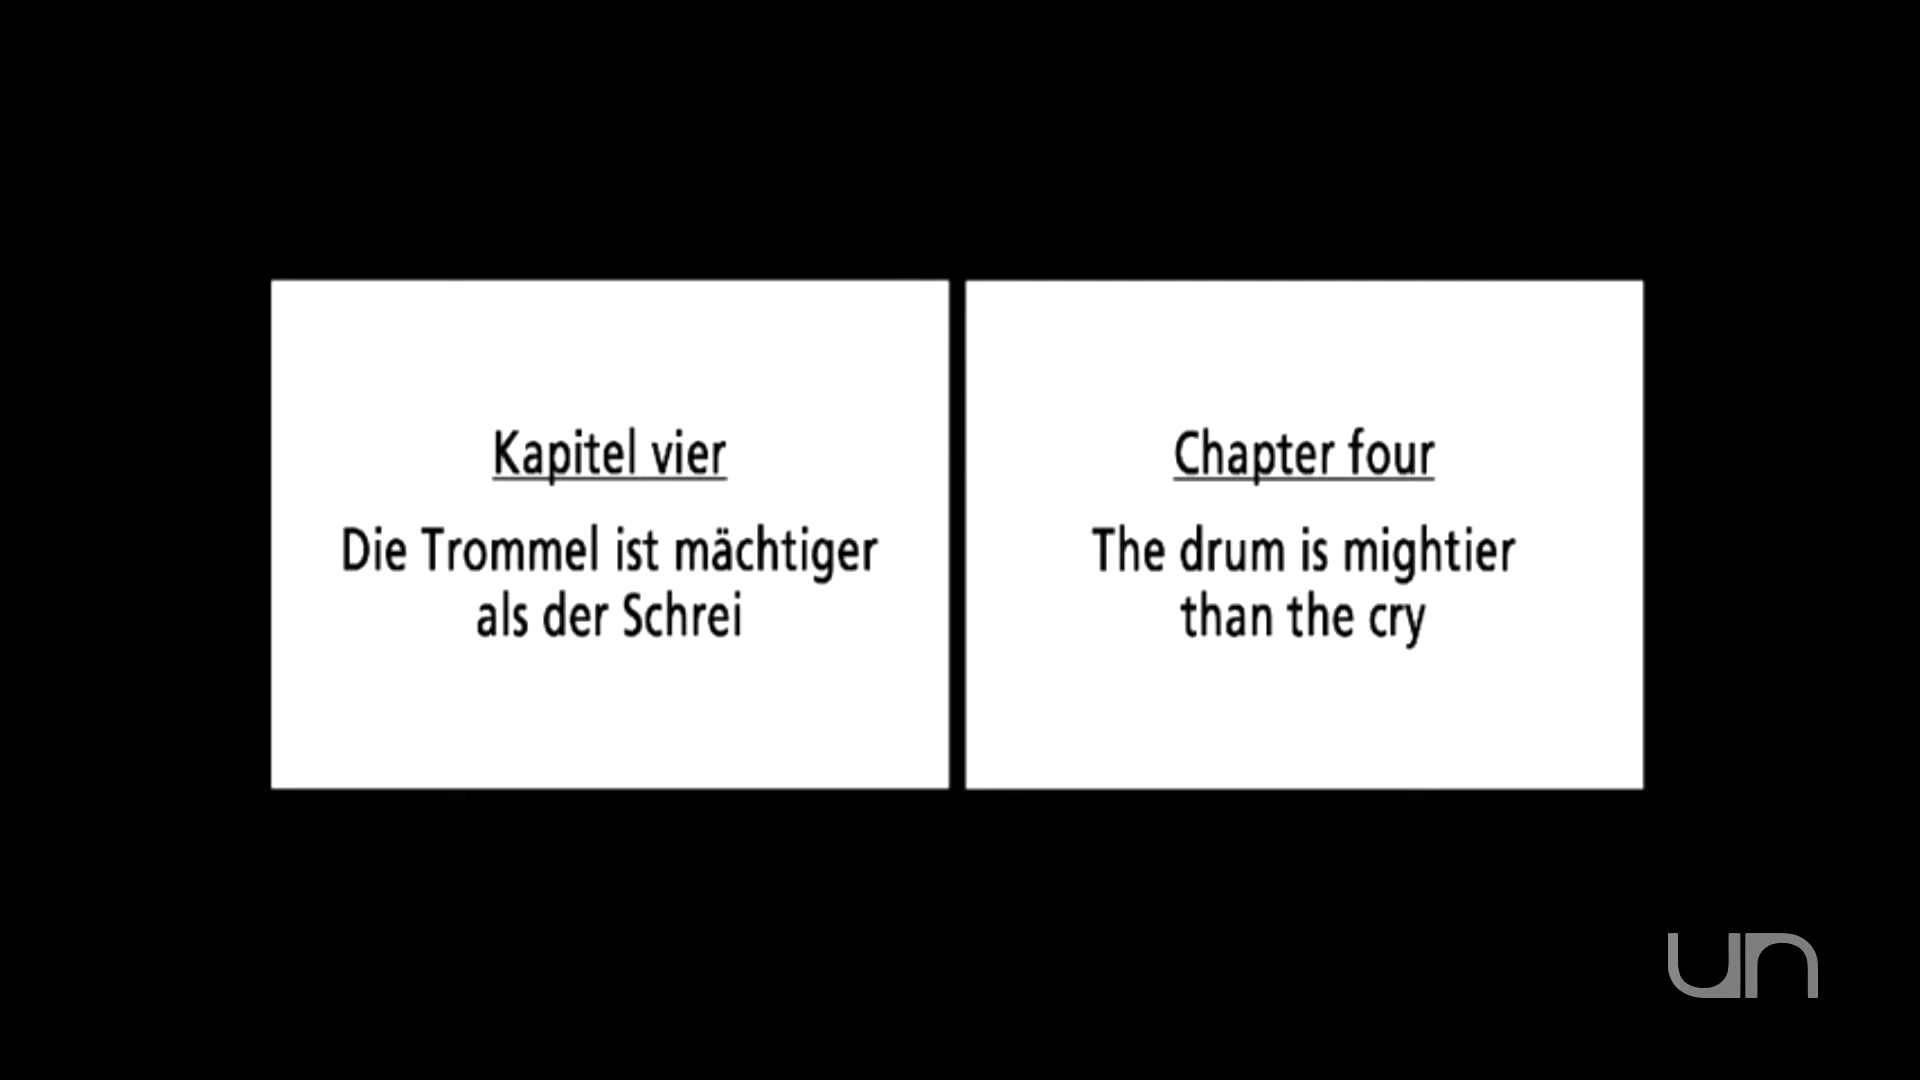 Kapitel vier
Die Trommel ist mächtiger
als der Schrei
Chapter four
The drum is mightier
than the cry
un